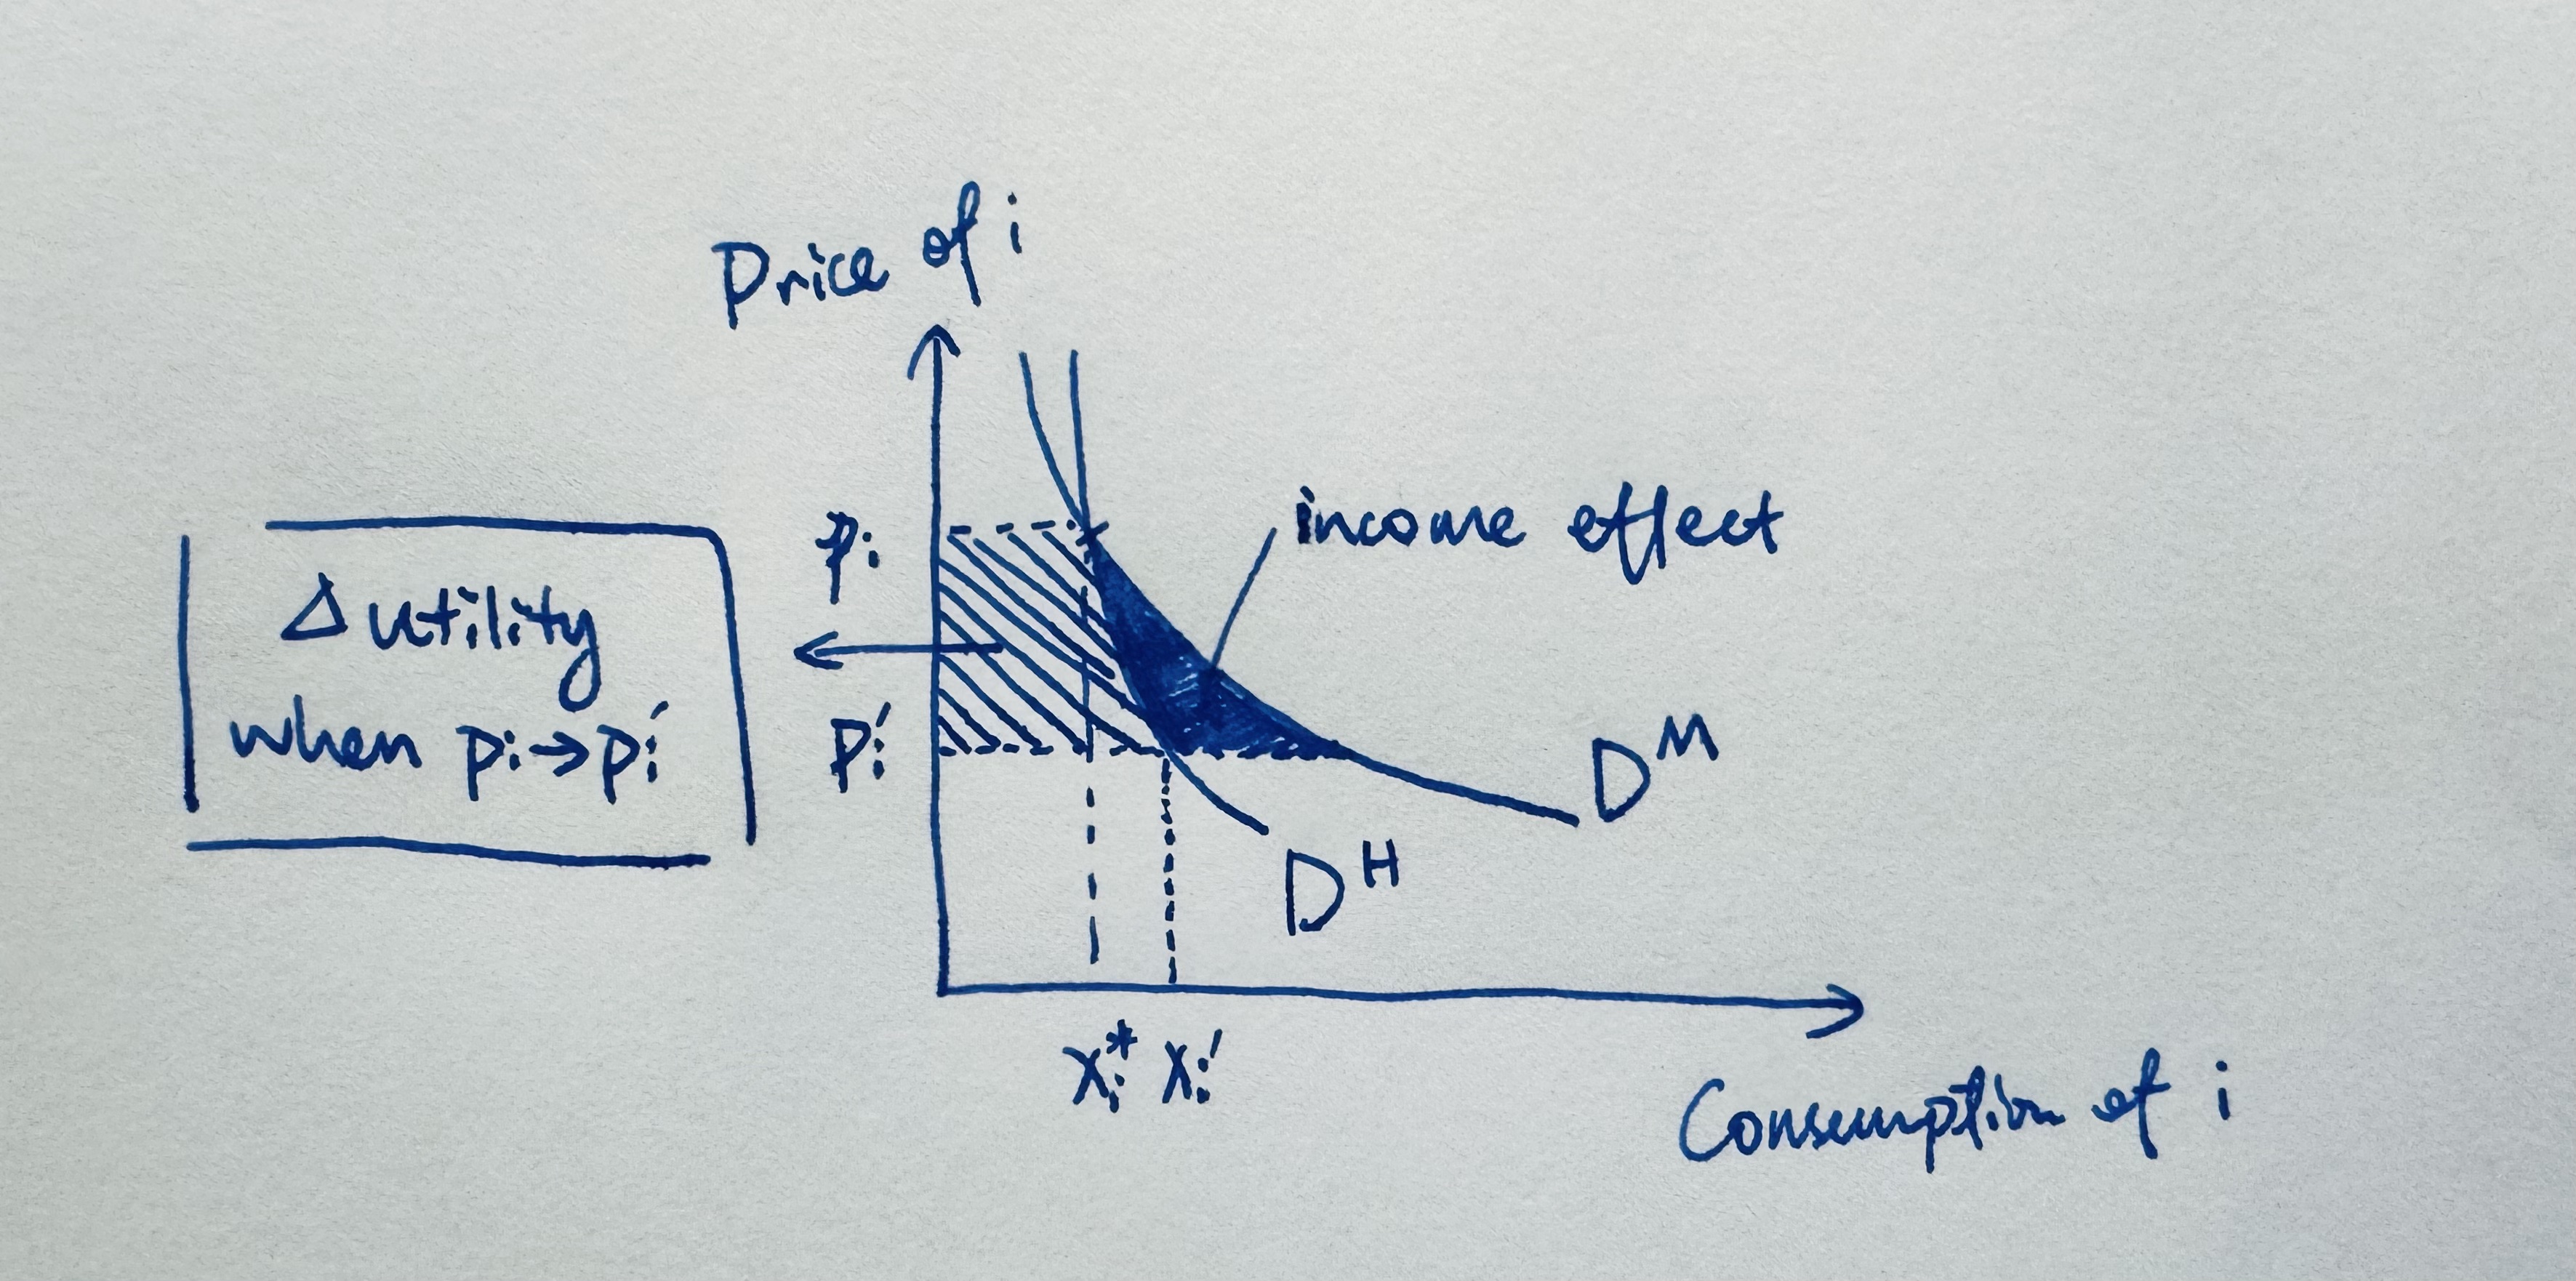 Price of i
income effect
pi
Δ utility
when pi→pi′
pi′
D^M
D^H
xi* xi′
Consumption of i